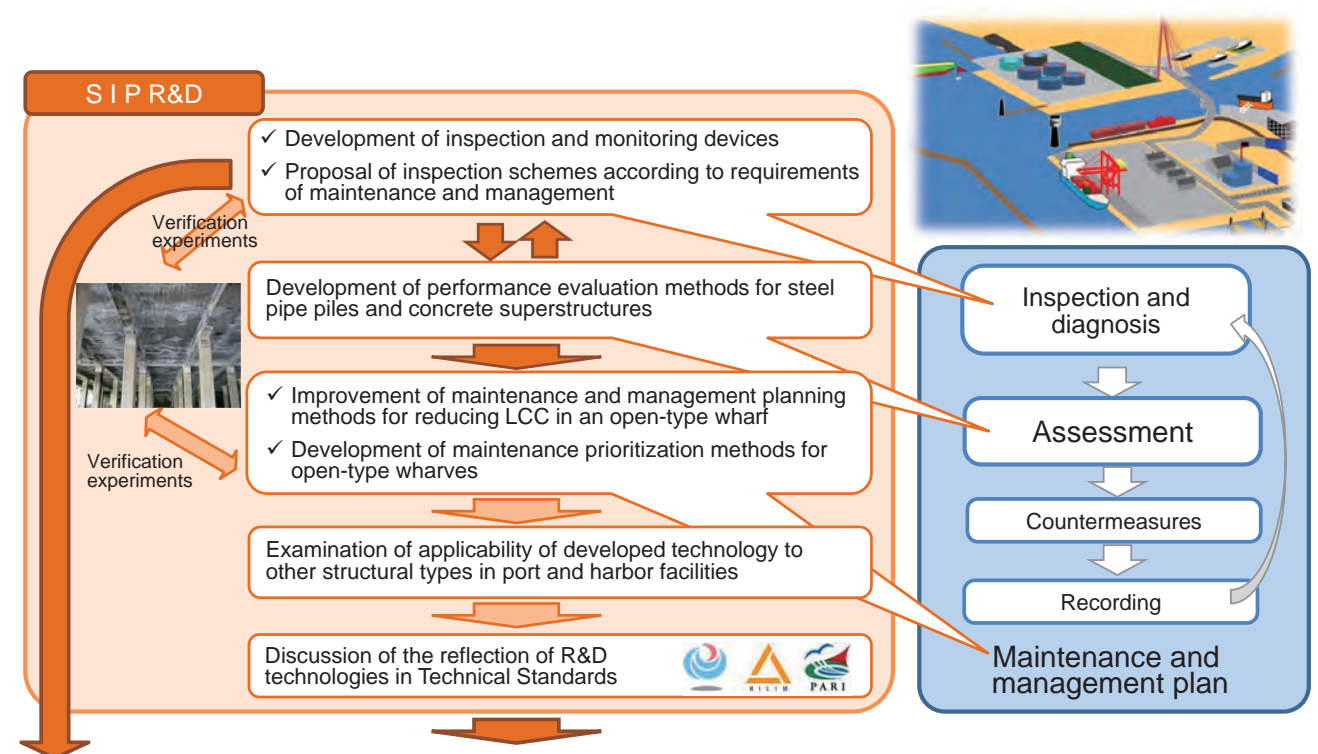 S I P R&D
✓ Development of inspection and monitoring devices
✓ Proposal of inspection schemes according to requirements
of maintenance and management
Verification
experiments
Development of performance evaluation methods for steel
pipe piles and concrete superstructures
✓ Improvement of maintenance and management planning
methods for reducing LCC in an open-type wharf
✓ Development of maintenance prioritization methods for
open-type wharves
Verification
experiments
Examination of applicability of developed technology to
other structural types in port and harbor facilities
Discussion of the reflection of R&D
technologies in Technical Standards
NILIM
PARI
Inspection and
diagnosis
Assessment
Countermeasures
Recording
Maintenance and
management plan